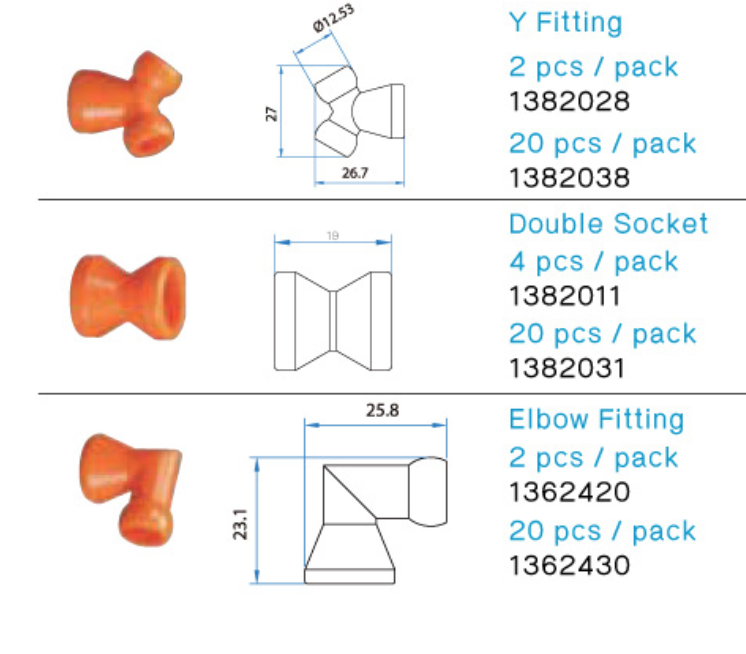 Ø12.53
27
26.7
Y Fitting
2 pcs / pack
1382028
20 pcs / pack
1382038
19
Double Socket
4 pcs / pack
1382011
20 pcs / pack
1382031
25.8
23.1
Elbow Fitting
2 pcs / pack
1362420
20 pcs / pack
1362430